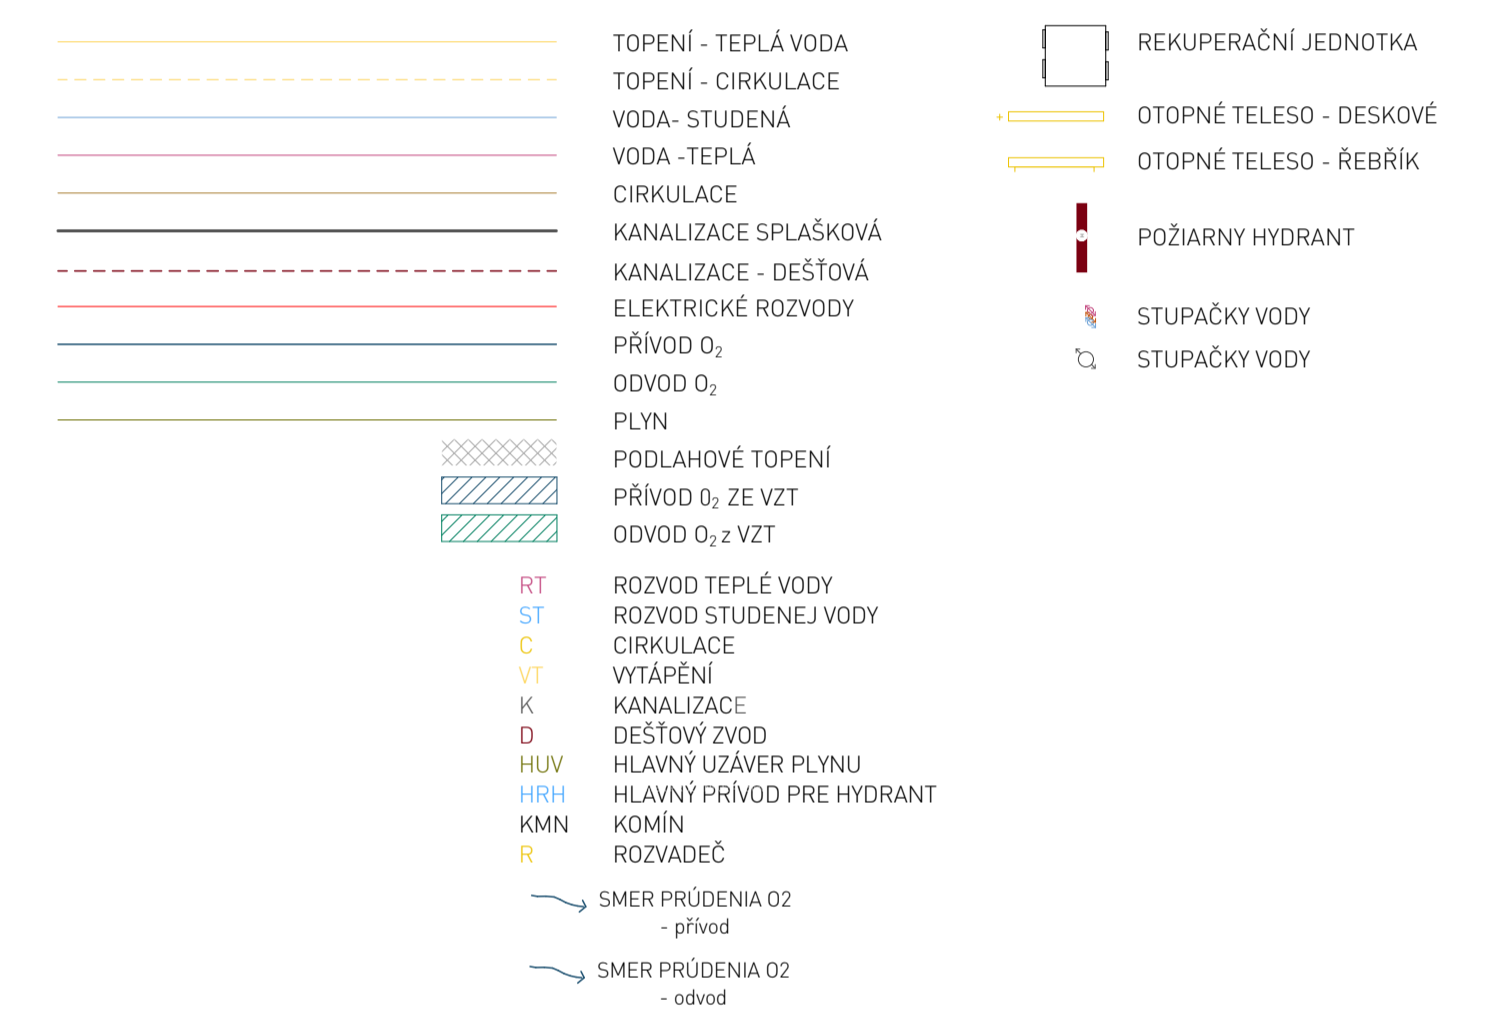 TOPENÍ - TEPLÁ VODA
TOPENÍ - CIRKULACE
VODA- STUDENÁ
VODA -TEPLÁ
CIRKULACE
KANALIZACE SPLAŠKOVÁ
KANALIZACE - DEŠŤOVÁ
ELEKTRICKÉ ROZVODY
PŘÍVOD O₂
ODVOD O₂
PLYN
PODLAHOVÉ TOPENÍ
PŘÍVOD 0₂ ZE VZT
ODVOD O₂ z VZT
RT ROZVOD TEPLÉ VODY
ST ROZVOD STUDENEJ VODY
C CIRKULACE
VT VYTÁPĚNÍ
K KANALIZACE
D DEŠŤOVÝ ZVOD
HUV HLAVNÝ UZÁVER PLYNU
HRH HLAVNÝ PRÍVOD PRE HYDRANT
KMN KOMÍN
R ROZVADEČ
SMER PRÚDENIA O2
- přívod
SMER PRÚDENIA O2
- odvod
REKUPERAČNÍ JEDNOTKA
OTOPNÉ TELESO - DESKOVÉ
OTOPNÉ TELESO - ŘEBŘÍK
POŽIARNY HYDRANT
STUPAČKY VODY
STUPAČKY VODY